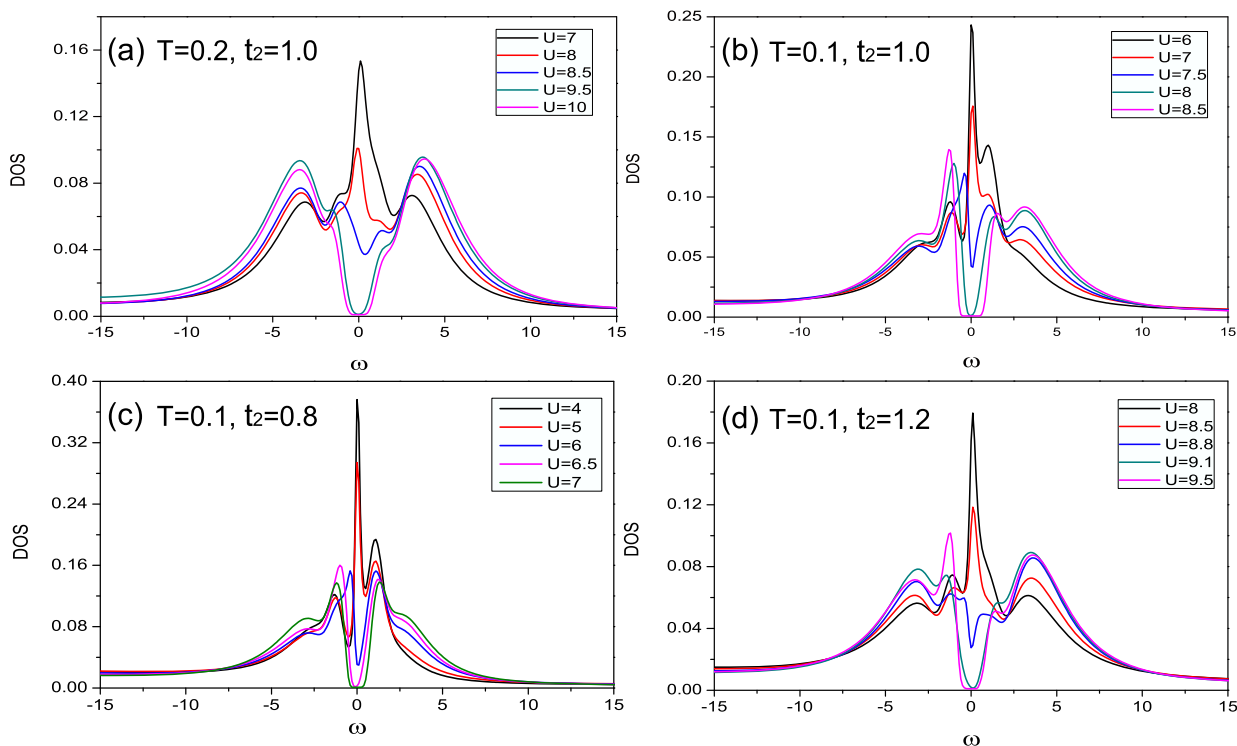 (a) T=0.2, t2=1.0
U=7
U=8
U=8.5
U=9.5
U=10
DOS
0.16
0.12
0.08
0.04
0.00
-15 -10 -5 0 5 10 15
ω
(b) T=0.1, t2=1.0
U=6
U=7
U=7.5
U=8
U=8.5
DOS
0.25
0.20
0.15
0.10
0.05
0.00
-15 -10 -5 0 5 10 15
ω
(c) T=0.1, t2=0.8
U=4
U=5
U=6
U=6.5
U=7
DOS
0.40
0.32
0.24
0.16
0.08
0.00
-15 -10 -5 0 5 10 15
ω
(d) T=0.1, t2=1.2
U=8
U=8.5
U=8.8
U=9.1
U=9.5
DOS
0.20
0.16
0.12
0.08
0.04
0.00
-15 -10 -5 0 5 10 15
ω